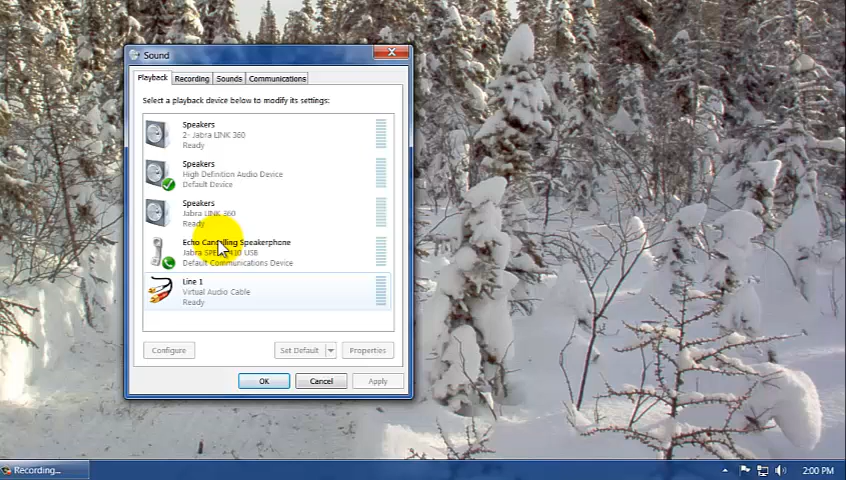 Sound
Playback
Recording
Sounds
Communications
Select a playback device below to modify its settings:
Speakers
2- Jabra LINK 360
Ready
Speakers
High Definition Audio Device
Default Device
Speakers
Jabra LINK 360
Ready
Echo Cancelling Speakerphone
Jabra 410 USB
Default Communications Device
Line 1
Virtual Audio Cable
Ready
Configure
Set Default
Properties
OK
Cancel
Apply
Recording...
2:00 PM